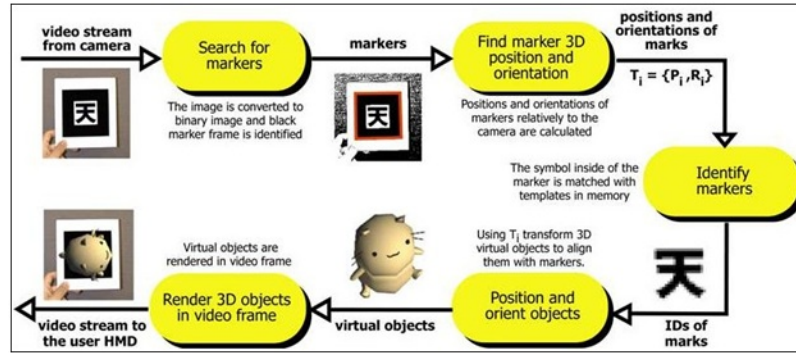 video stream
from camera
Search for
markers
The image is converted to
binary image and black
marker frame is identified
天
markers
天
Find marker 3D
position and
orientation
Positions and orientations of
markers relatively to the
camera are calculated
positions and
orientations of
marks
Ti = {Pi ,Ri}
Identify
markers
The symbol inside of the
marker is matched with
templates in memory
天
IDs of
marks
Position and
orient objects
Using Ti transform 3D
virtual objects to align
them with markers.
virtual objects
Render 3D objects
in video frame
Virtual objects are
rendered in video frame
video stream to
the user HMD